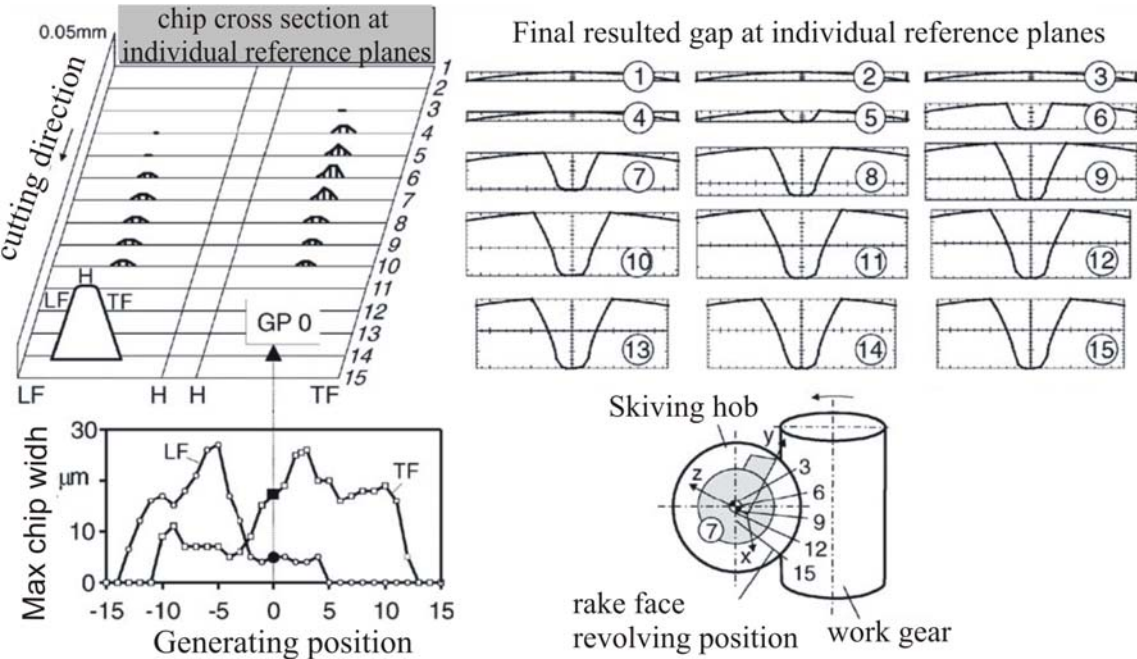 chip cross section at
individual reference planes
0.05mm
cutting direction
1
2
3
4
5
6
7
8
9
10
11
12
13
14
15
H
LF TF
GP 0
LF H H TF
Final resulted gap at individual reference planes
1 2 3
4 5 6
7 8 9
10 11 12
13 14 15
Max chip widh
μm
30
20
10
0
LF
TF
-15 -10 -5 0 5 10 15
Generating position
Skiving hob
y
z
x
3
6
9
12
15
7
rake face
revolving position
work gear